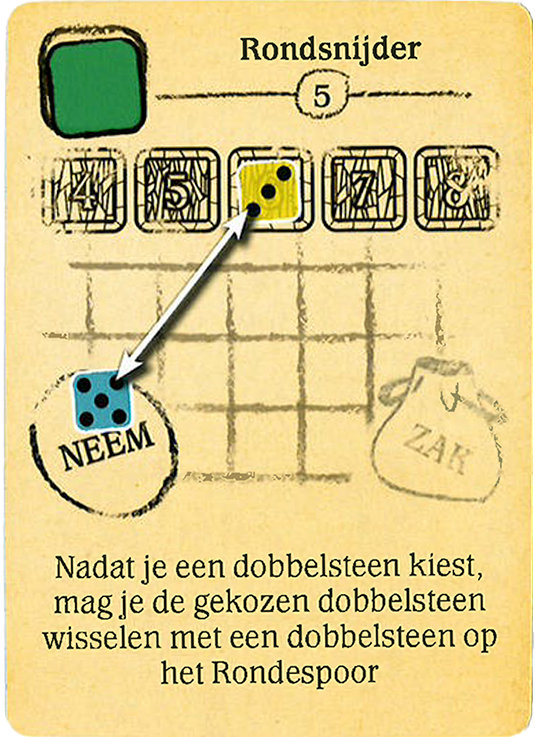 Rondsnijder
5
4 5 7 8
NEEM
ZAK
Nadat je een dobbelsteen kiest,
mag je de gekozen dobbelsteen
wisselen met een dobbelsteen op
het Rondespoor